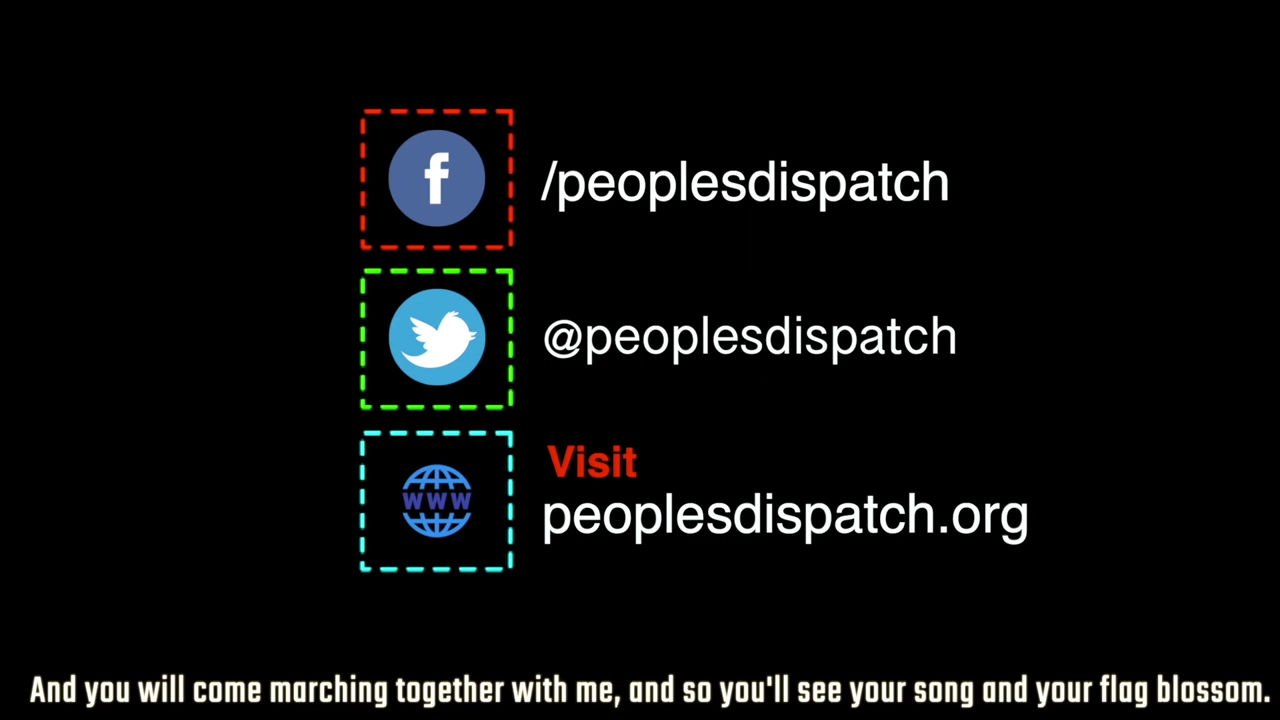 f
/peoplesdispatch
@peoplesdispatch
Visit
www
peoplesdispatch.org
And you will come marching together with me, and so you'll see your song and your flag blossom.